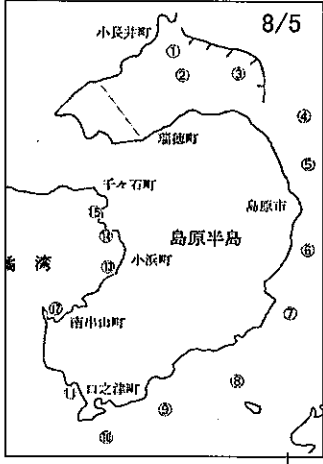 8/5
小長井町
①
②
③
④
瑞穂町
⑤
千々石町
⑮
島原市
⑭
島原半島
小浜町
⑥
橘 湾
⑬
⑫
南串山町
⑦
⑧
⑪
口之津町
⑨
⑩